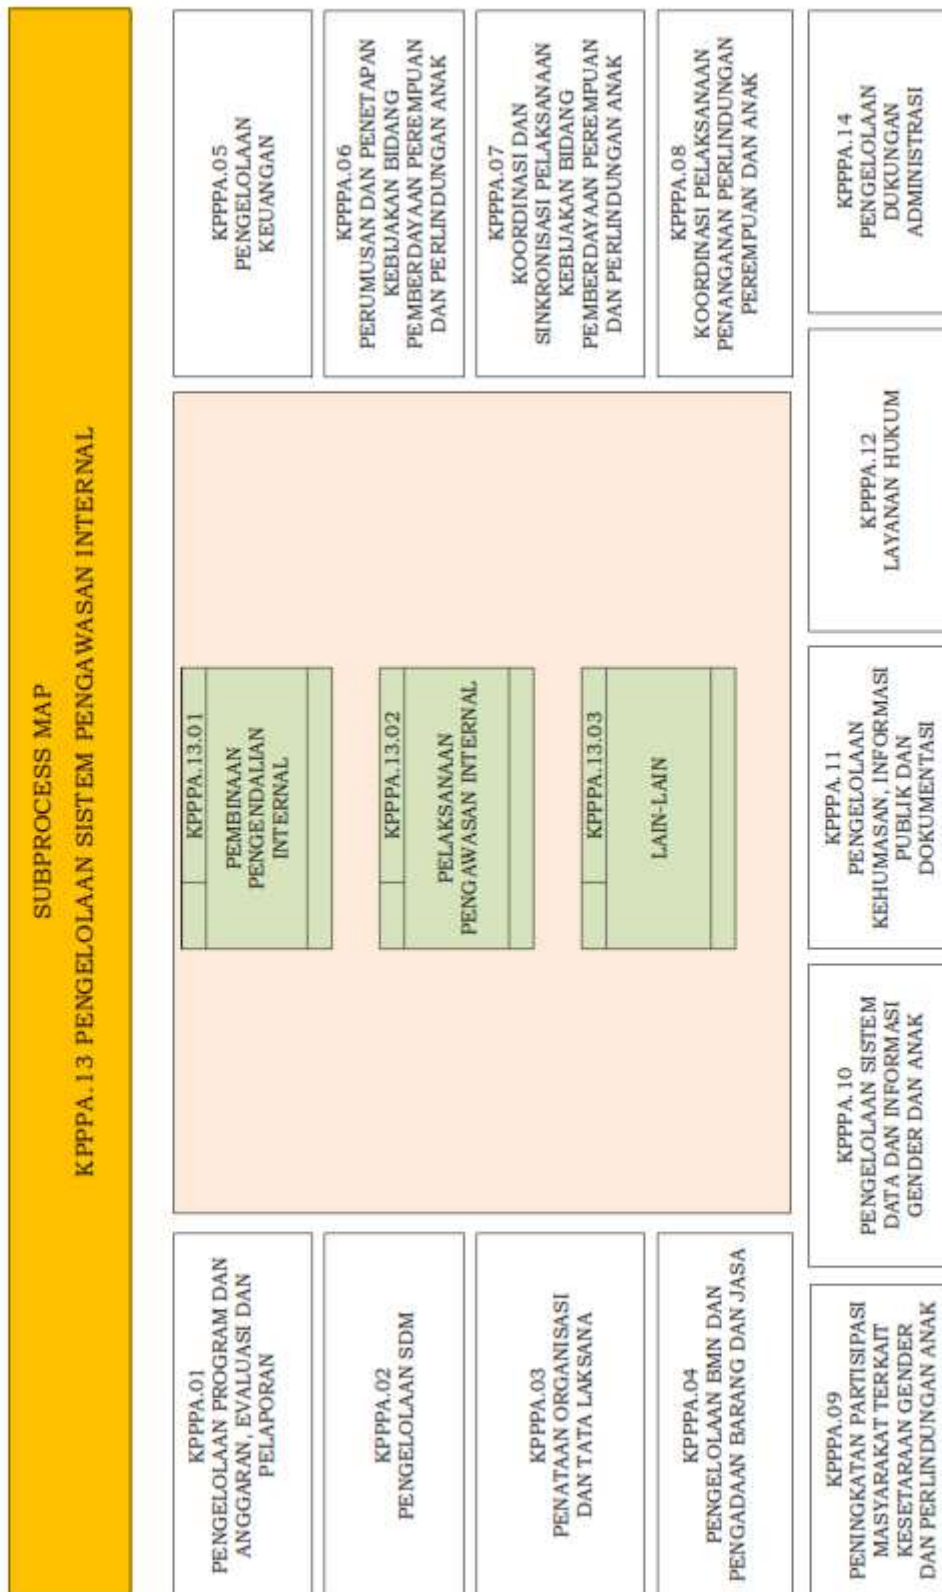 SUBPROCESS MAP
KPPPA.13 PENGELOLAAN SISTEM PENGAWASAN INTERNAL
KPPPA.01
PENGELOLAAN PROGRAM DAN
ANGGARAN, EVALUASI DAN
PELAPORAN
KPPPA.02
PENGELOLAAN SDM
KPPPA.03
PENATAAN ORGANISASI
DAN TATA LAKSANA
KPPPA.04
PENGELOLAAN BMN DAN
PENGADAAN BARANG DAN JASA
KPPPA.13.01
PEMBINAAN
PENGENDALIAN
INTERNAL
KPPPA.13.02
PELAKSANAAN
PENGAWASAN INTERNAL
KPPPA.13.03
LAIN-LAIN
KPPPA.05
PENGELOLAAN
KEUANGAN
KPPPA.06
PERUMUSAN DAN PENETAPAN
KEBIJAKAN BIDANG
PEMBERDAYAAN PEREMPUAN
DAN PERLINDUNGAN ANAK
KPPPA.07
KOORDINASI DAN
SINKRONISASI PELAKSANAAN
KEBIJAKAN BIDANG
PEMBERDAYAAN PEREMPUAN
DAN PERLINDUNGAN ANAK
KPPPA.08
KOORDINASI PELAKSANAAN
PENANGANAN PERLINDUNGAN
PEREMPUAN DAN ANAK
KPPPA.09
PENINGKATAN PARTISIPASI
MASYARAKAT TERKAIT
KESETARAAN GENDER
DAN PERLINDUNGAN ANAK
KPPPA.10
PENGELOLAAN SISTEM
DATA DAN INFORMASI
GENDER DAN ANAK
KPPPA.11
PENGELOLAAN
KEHUMASAN, INFORMASI
PUBLIK DAN
DOKUMENTASI
KPPPA.12
LAYANAN HUKUM
KPPPA.14
PENGELOLAAN
DUKUNGAN
ADMINISTRASI